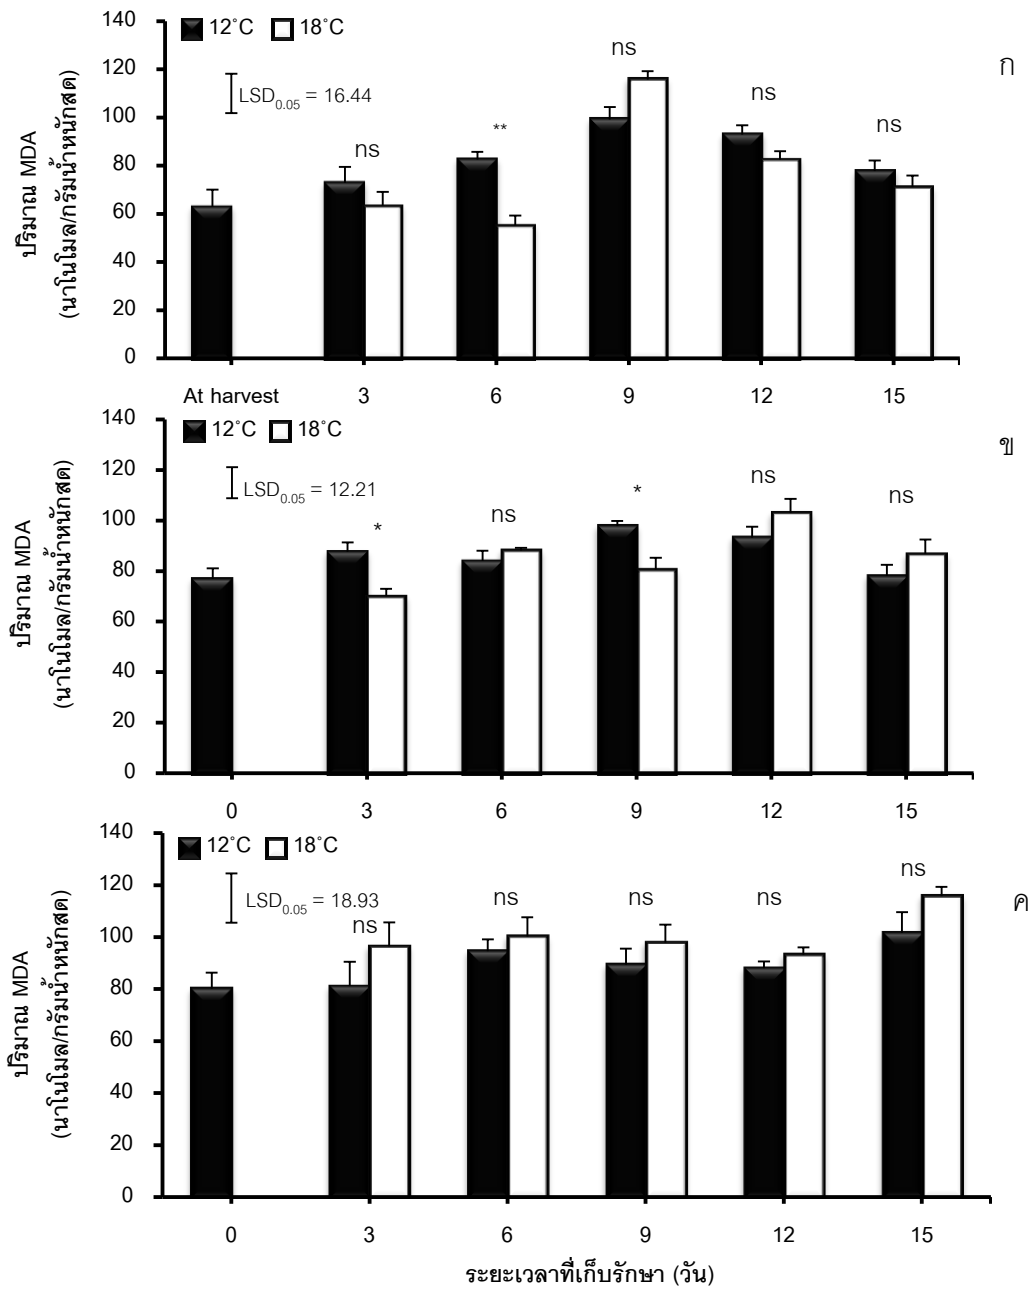 140
12˚C 18˚C
120
100
80
60
40
20
0
ปริมาณ MDA
(นาโนโมล/กรัมน้ำหนักสด)
LSD0.05 = 16.44
ns
**
ns
ns
ns
ก
At harvest 3 6 9 12 15
140
12˚C 18˚C
120
100
80
60
40
20
0
ปริมาณ MDA
(นาโนโมล/กรัมน้ำหนักสด)
LSD0.05 = 12.21
*
ns
*
ns
ns
ข
0 3 6 9 12 15
140
12˚C 18˚C
120
100
80
60
40
20
0
ปริมาณ MDA
(นาโนโมล/กรัมน้ำหนักสด)
LSD0.05 = 18.93
ns
ns
ns
ns
ns
ค
0 3 6 9 12 15
ระยะเวลาที่เก็บรักษา (วัน)